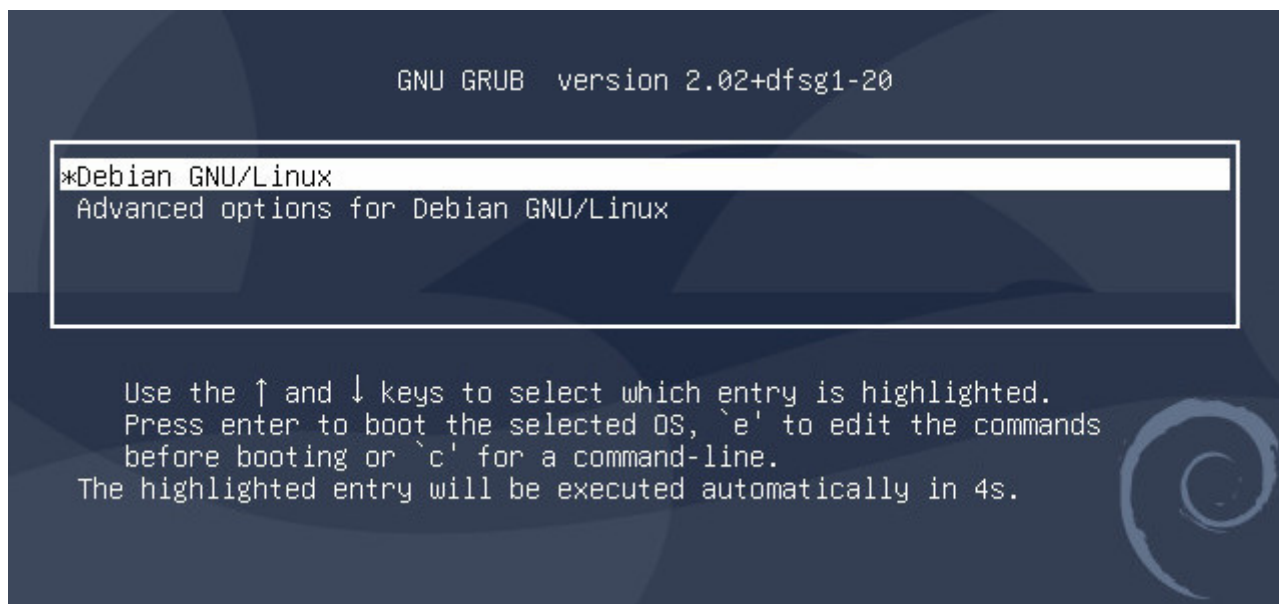 GNU GRUB version 2.02+dfsg1-20
*Debian GNU/Linux
Advanced options for Debian GNU/Linux
Use the ↑ and ↓ keys to select which entry is highlighted.
Press enter to boot the selected OS, `e' to edit the commands
before booting or `c' for a command-line.
The highlighted entry will be executed automatically in 4s.